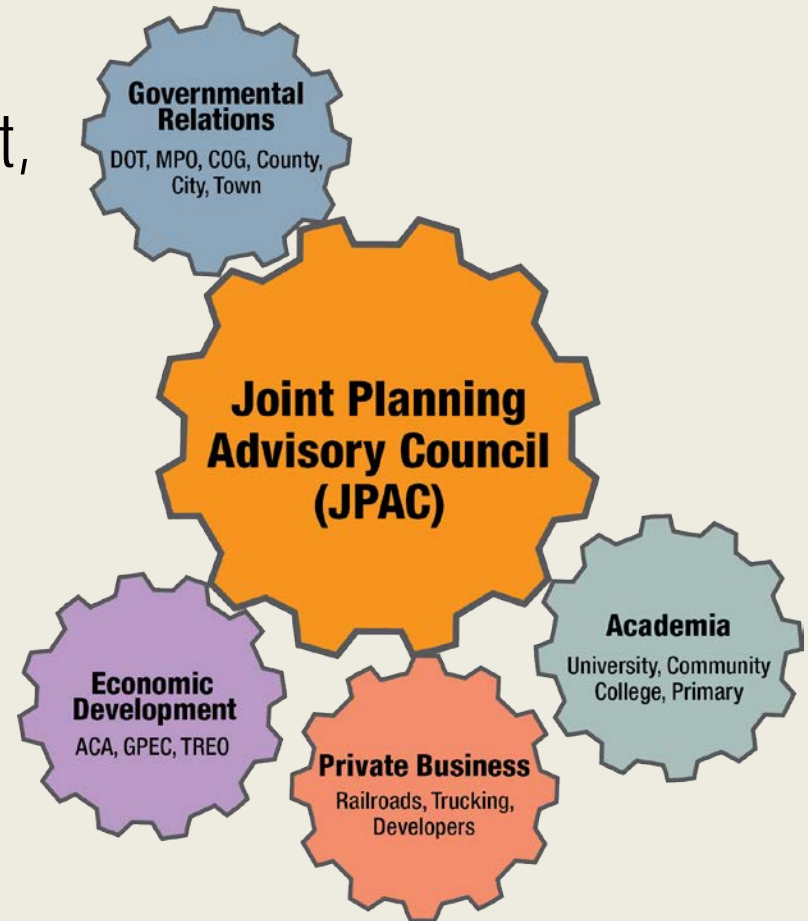 t,
Governmental
Relations
DOT, MPO, COG, County,
City, Town
Joint Planning
Advisory Council
(JPAC)
Academia
University, Community
College, Primary
Economic
Development
ACA, GPEC, TREO
Private Business
Railroads, Trucking,
Developers